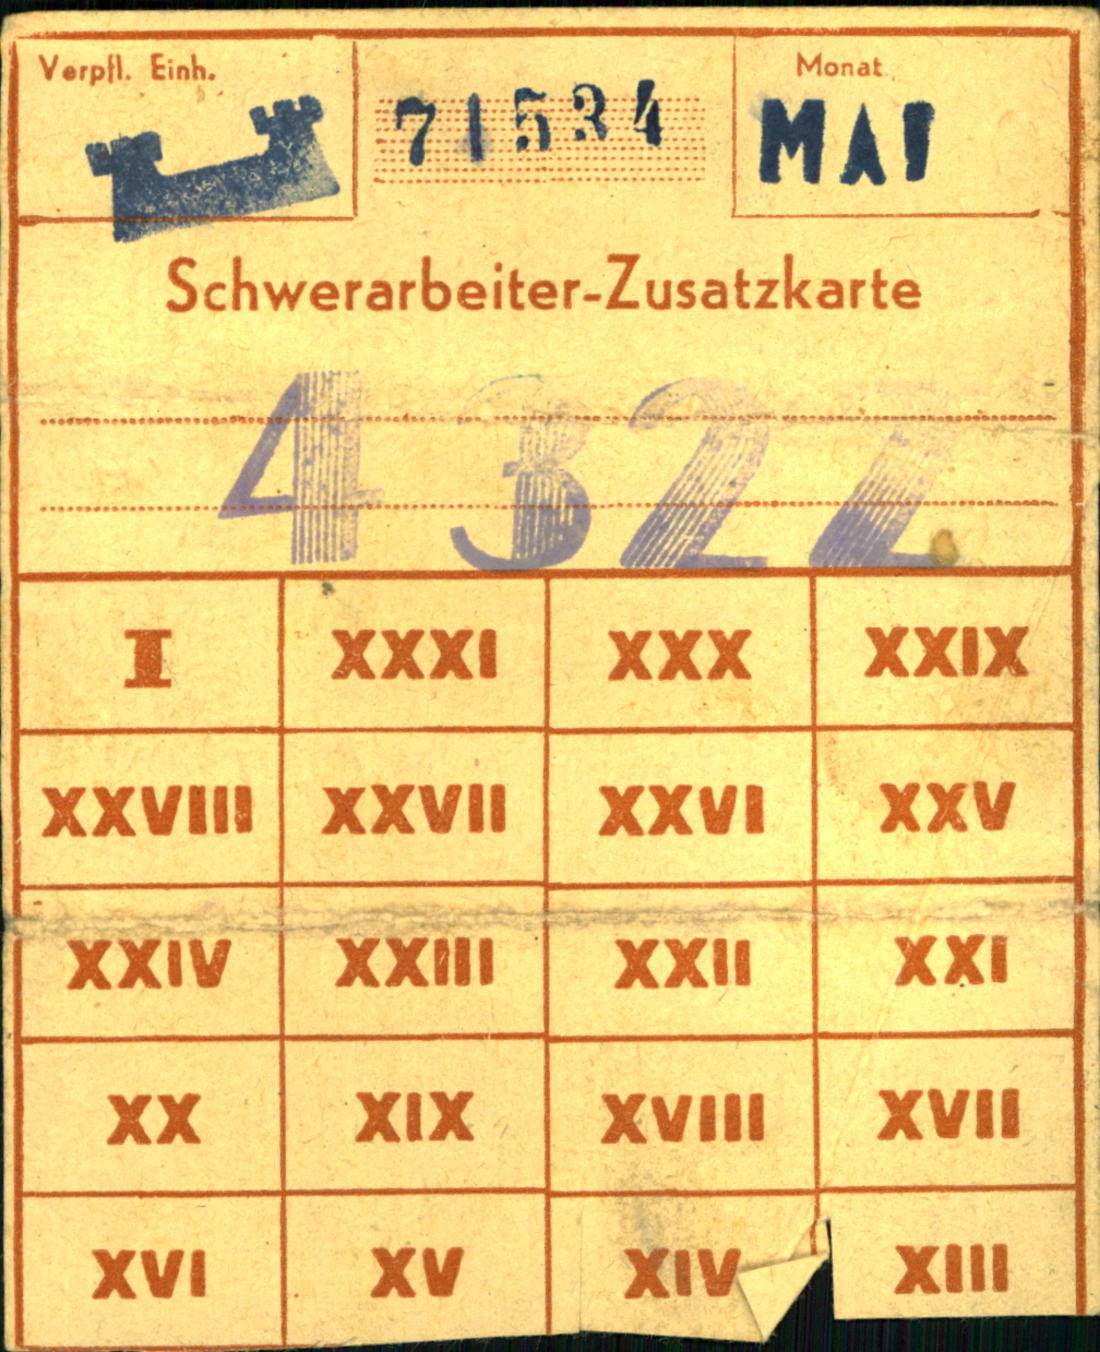 Verpfl. Einh.
71534
Monat
MAI
Schwerarbeiter-Zusatzkarte
4322
I XXXI XXX XXIX
XXVIII XXVII XXVI XXV
XXIV XXIII XXII XXI
XX XIX XVIII XVII
XVI XV XIV XIII